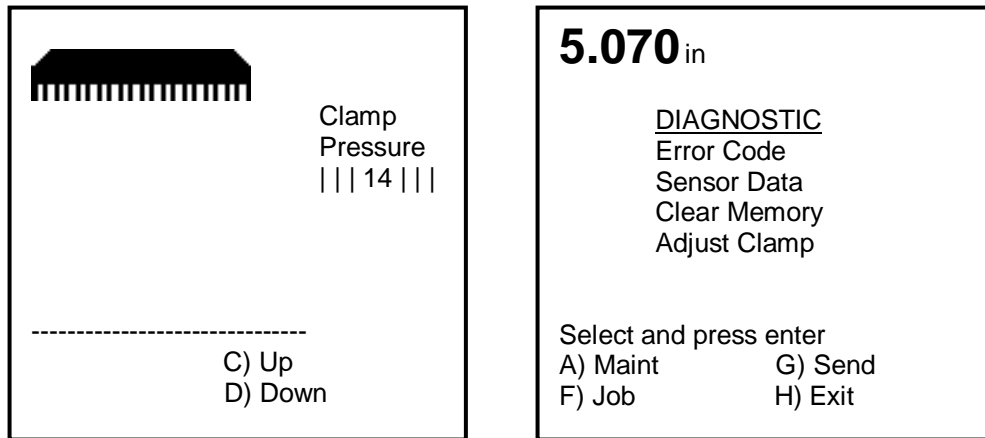 Clamp
Pressure
| | | 14 | | |
------------------------------
C) Up
D) Down
5.070 in
DIAGNOSTIC
Error Code
Sensor Data
Clear Memory
Adjust Clamp
Select and press enter
A) Maint G) Send
F) Job H) Exit